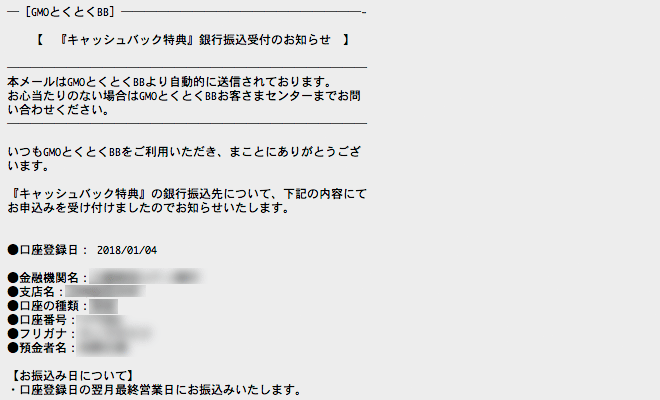 ― [GMOとくとくBB] ――――――――――――――――――――-
【 『キャッシュバック特典』銀行振込受付のお知らせ 】
本メールはGMOとくとくBBより自動的に送信されております。
お心当たりのない場合はGMOとくとくBBお客さまセンターまでお問
い合わせください。
いつもGMOとくとくBBをご利用いただき、まことにありがとうござ
います。
『キャッシュバック特典』の銀行振込先について、下記の内容にて
お申込みを受け付けましたのでお知らせいたします。
●口座登録日： 2018/01/04
●金融機関名：
●支店名：
●口座の種類：
●口座番号：
●フリガナ：
●預金者名：
【お振込み日について】
・口座登録日の翌月最終営業日にお振込みいたします。